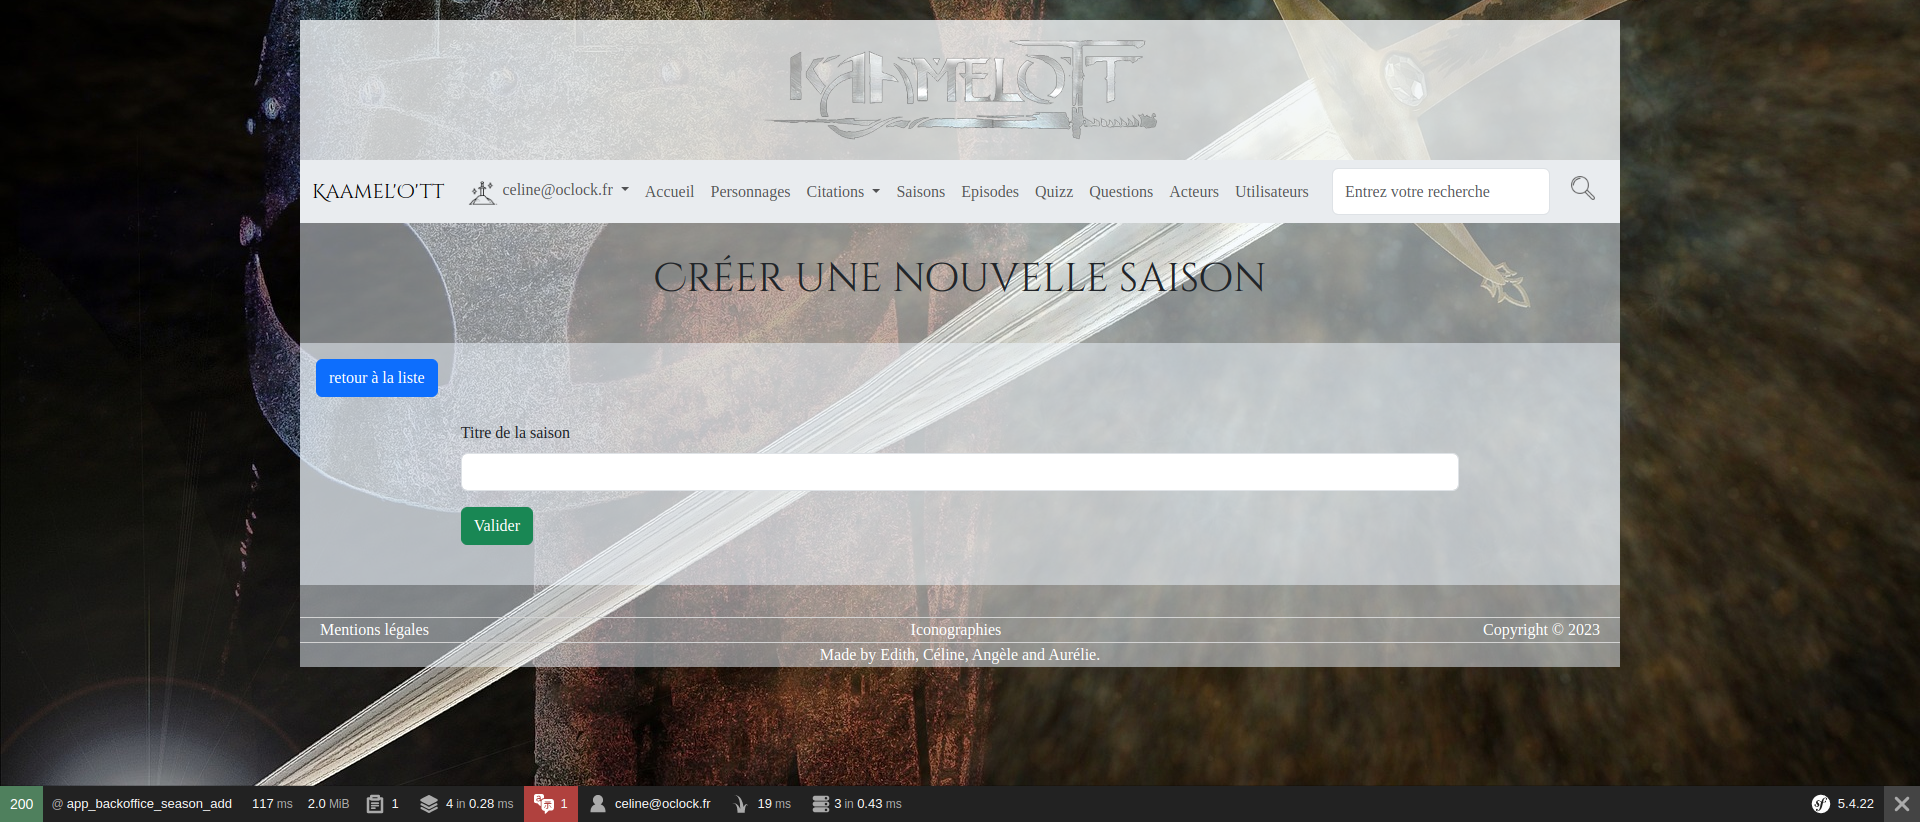 KAAMELOTT
KAAMEL'O'TT
celine@oclock.fr
Accueil
Personnages
Citations
Saisons
Episodes
Quizz
Questions
Acteurs
Utilisateurs
Entrez votre recherche
Créer une nouvelle saison
retour à la liste
Titre de la saison
Valider
Mentions légales
Iconographies
Copyright © 2023
Made by Edith, Céline, Angèle and Aurélie.
200 @ app_backoffice_season_add 117 ms 2.0 MiB 1 4 in 0.28 ms 1 celine@oclock.fr 19 ms 3 in 0.43 ms 5.4.22